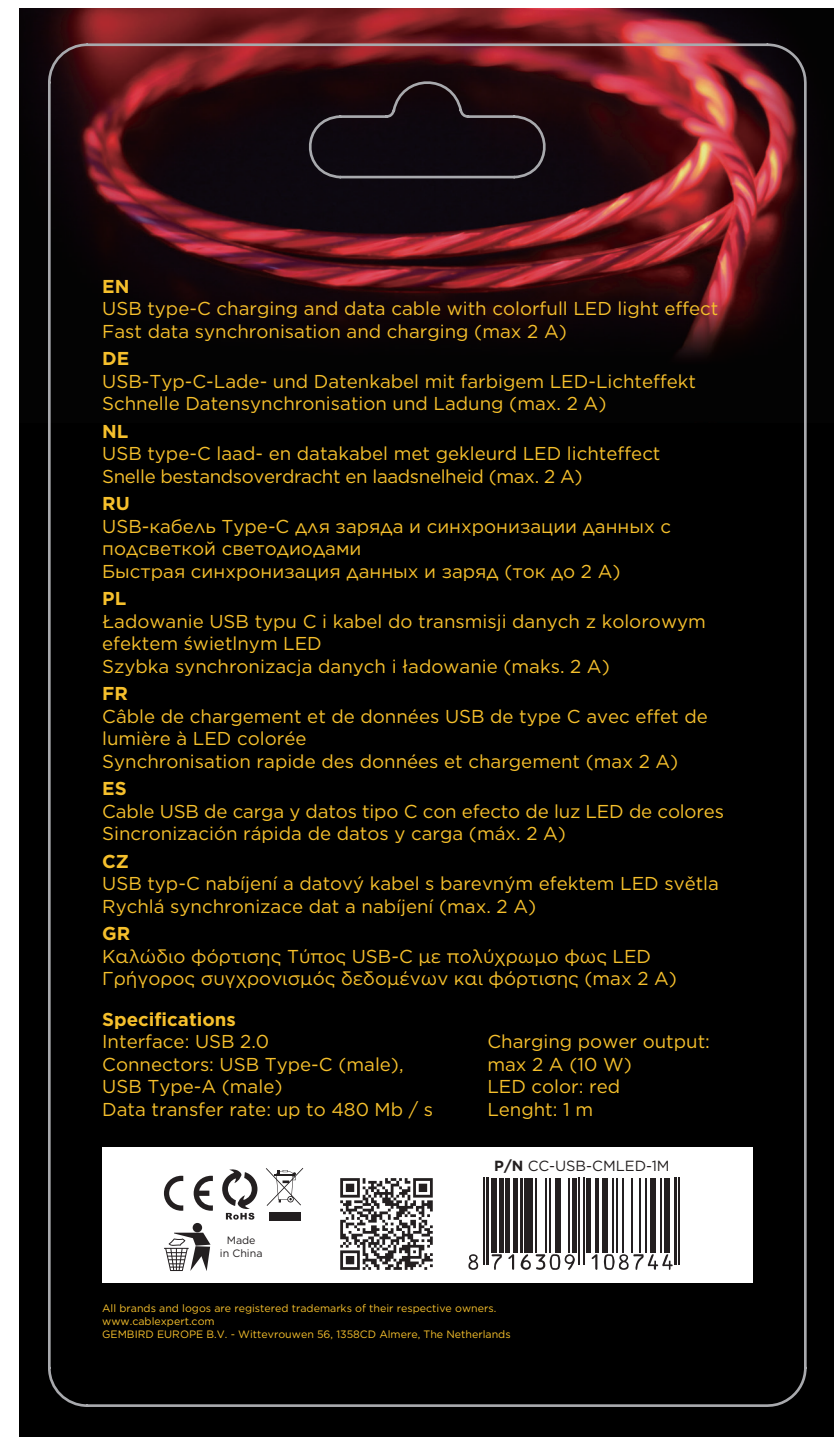 EN
USB type-C charging and data cable with colorfull LED light effect
Fast data synchronisation and charging (max 2 A)
DE
USB-Typ-C-Lade- und Datenkabel mit farbigem LED-Lichteffekt
Schnelle Datensynchronisation und Ladung (max. 2 A)
NL
USB type-C laad- en datakabel met gekleurd LED lichteffect
Snelle bestandsoverdracht en laadsnelheid (max. 2 A)
RU
USB-кабель Type-C для заряда и синхронизации данных с
подсветкой светодиодами
Быстрая синхронизация данных и заряд (ток до 2 А)
PL
Ładowanie USB typu C i kabel do transmisji danych z kolorowym
efektem świetlnym LED
Szybka synchronizacja danych i ładowanie (maks. 2 A)
FR
Câble de chargement et de données USB de type C avec effet de
lumière à LED colorée
Synchronisation rapide des données et chargement (max 2 A)
ES
Cable USB de carga y datos tipo C con efecto de luz LED de colores
Sincronización rápida de datos y carga (máx. 2 A)
CZ
USB typ-C nabíjení a datový kabel s barevným efektem LED světla
Rychlá synchronizace dat a nabíjení (max. 2 A)
GR
Καλώδιο φόρτισης Τύπος USB-C με πολύχρωμο φως LED
Γρήγορος συγχρονισμός δεδομένων και φόρτισης (max 2 A)
Specifications
Interface: USB 2.0
Connectors: USB Type-C (male),
USB Type-A (male)
Data transfer rate: up to 480 Mb / s
Charging power output:
max 2 A (10 W)
LED color: red
Lenght: 1 m
CE
RoHS
Made
in China
P/N CC-USB-CMLED-1M
8 716309 108744
All brands and logos are registered trademarks of their respective owners.
www.cablexpert.com
GEMBIRD EUROPE B.V. - Wittevrouwen 56, 1358CD Almere, The Netherlands